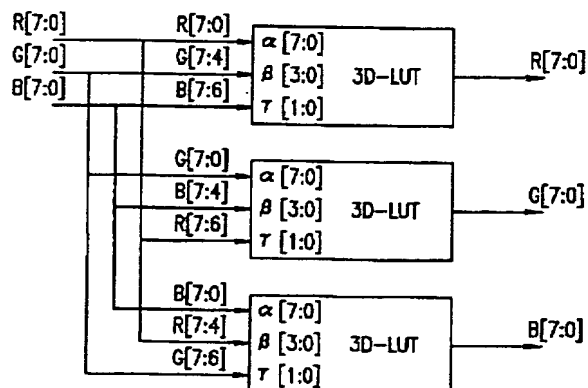 R[7:0] R[7:0] α [7:0]
G[7:0] G[7:4] β [3:0] 3D-LUT R[7:0]
B[7:0] B[7:6] γ [1:0]
G[7:0] α [7:0]
B[7:4] β [3:0] 3D-LUT G[7:0]
R[7:6] γ [1:0]
B[7:0] α [7:0]
R[7:4] β [3:0] 3D-LUT B[7:0]
G[7:6] γ [1:0]